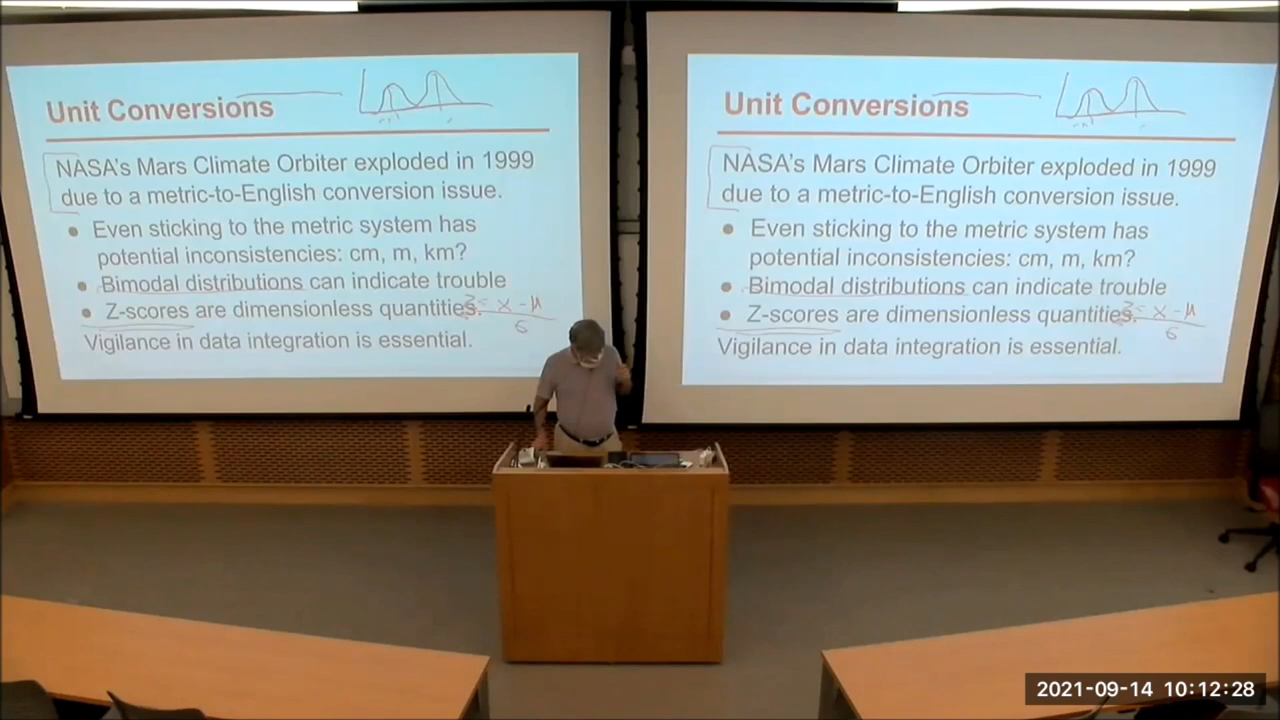 Unit Conversions
NASA's Mars Climate Orbiter exploded in 1999
due to a metric-to-English conversion issue.
Even sticking to the metric system has
potential inconsistencies: cm, m, km?
Bimodal distributions can indicate trouble
Z-scores are dimensionless quantities.
z = x - μ
σ
Vigilance in data integration is essential.
Unit Conversions
NASA's Mars Climate Orbiter exploded in 1999
due to a metric-to-English conversion issue.
Even sticking to the metric system has
potential inconsistencies: cm, m, km?
Bimodal distributions can indicate trouble
Z-scores are dimensionless quantities.
z = x - μ
σ
Vigilance in data integration is essential.
2021-09-14 10:12:28